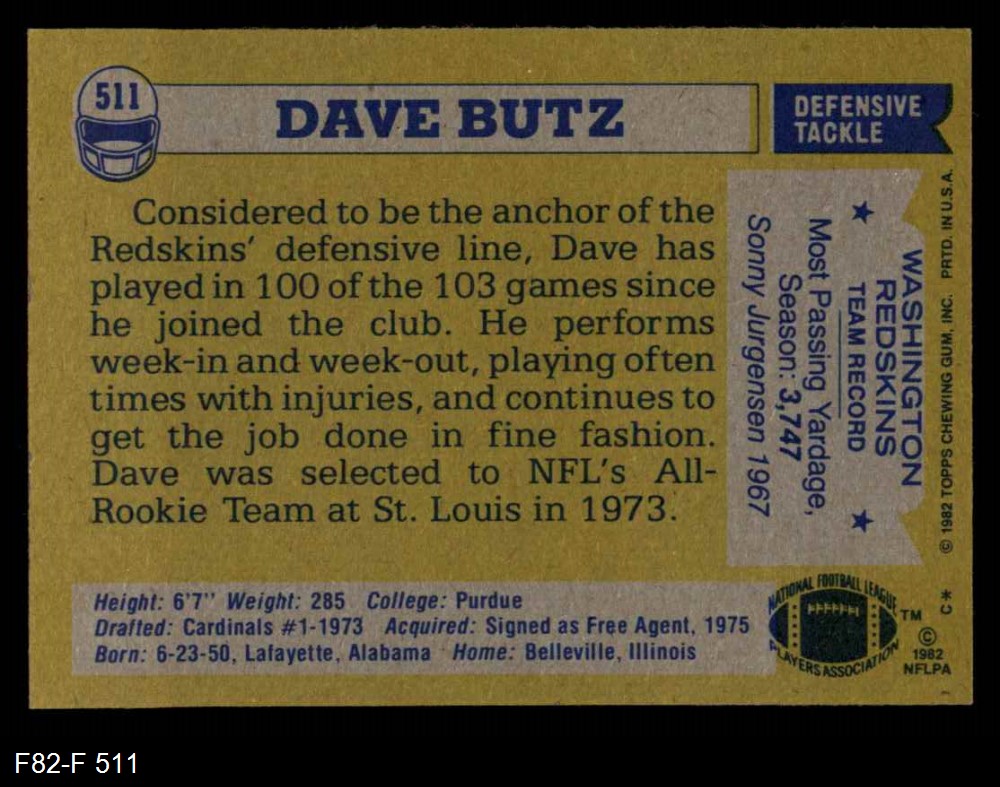 511
DAVE BUTZ
DEFENSIVE
TACKLE
Considered to be the anchor of the
Redskins' defensive line, Dave has
played in 100 of the 103 games since
he joined the club. He performs
week-in and week-out, playing often
times with injuries, and continues to
get the job done in fine fashion.
Dave was selected to NFL's All-
Rookie Team at St. Louis in 1973.
WASHINGTON
REDSKINS
★ TEAM RECORD ★
Most Passing Yardage,
Season: 3,747
Sonny Jurgensen 1967
© 1982 TOPPS CHEWING GUM, INC. PRTD. IN U.S.A.
Height: 6'7" Weight: 285 College: Purdue
Drafted: Cardinals #1-1973 Acquired: Signed as Free Agent, 1975
Born: 6-23-50, Lafayette, Alabama Home: Belleville, Illinois
NATIONAL FOOTBALL LEAGUE
PLAYERS ASSOCIATION
TM
C*
©
1982
NFLPA
F82-F 511